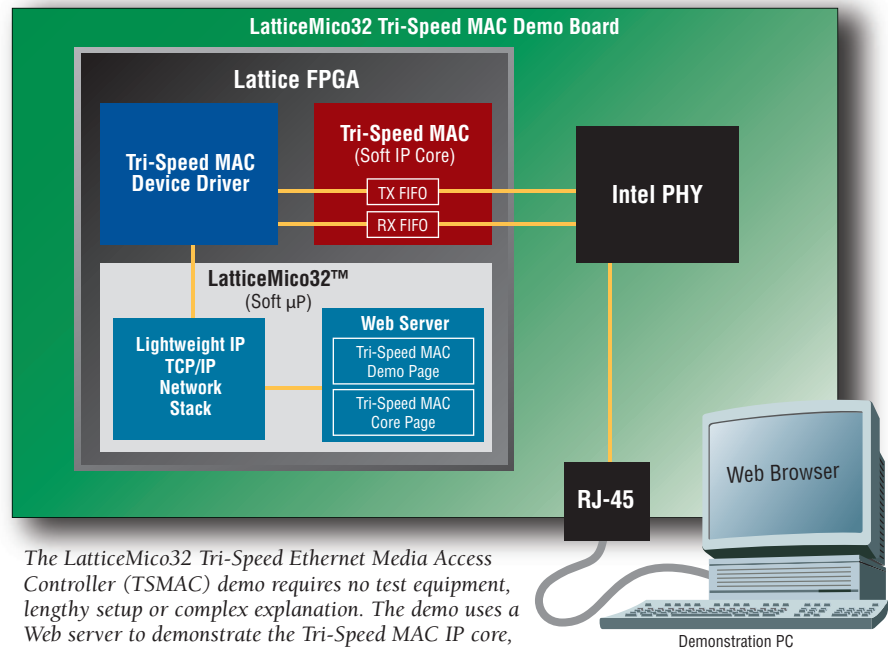 LatticeMico32 Tri-Speed MAC Demo Board
Lattice FPGA
Tri-Speed MAC
Device Driver
Tri-Speed MAC
(Soft IP Core)
TX FIFO
RX FIFO
Intel PHY
LatticeMico32™
(Soft µP)
Lightweight IP
TCP/IP
Network
Stack
Web Server
Tri-Speed MAC
Demo Page
Tri-Speed MAC
Core Page
RJ-45
Web Browser
Demonstration PC
The LatticeMico32 Tri-Speed Ethernet Media Access
Controller (TSMAC) demo requires no test equipment,
lengthy setup or complex explanation. The demo uses a
Web server to demonstrate the Tri-Speed MAC IP core,